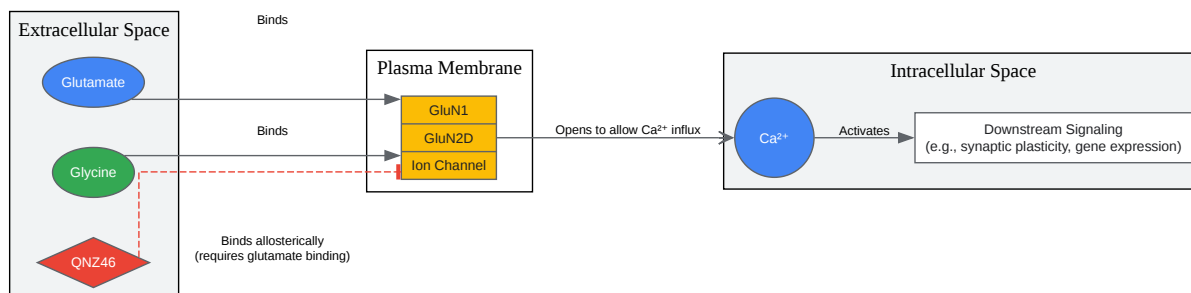 Extracellular Space
Glutamate
Glycine
QNZ46
Binds
Binds
Binds allosterically
(requires glutamate binding)
Plasma Membrane
GluN1
GluN2D
Ion Channel
Opens to allow Ca²⁺ influx
Intracellular Space
Ca²⁺
Activates
Downstream Signaling
(e.g., synaptic plasticity, gene expression)